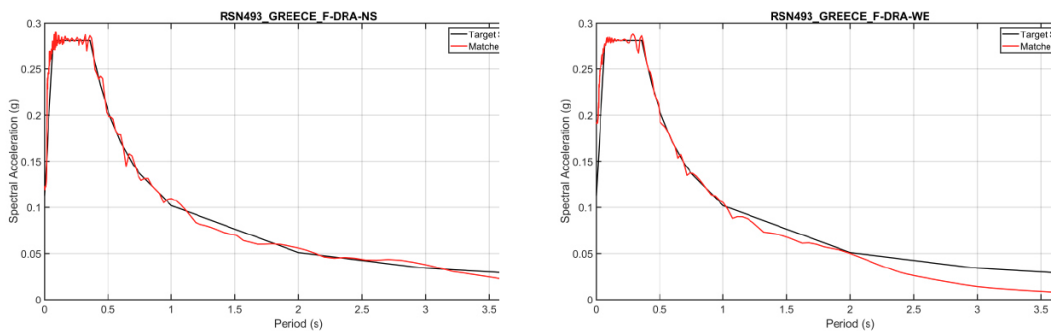 RSN493_GREECE_F-DRA-NS
0.3
0.25
0.2
0.15
0.1
0.05
0
Spectral Acceleration (g)
Target S
Matche
0 0.5 1 1.5 2 2.5 3 3.5
Period (s)
RSN493_GREECE_F-DRA-WE
0.3
0.25
0.2
0.15
0.1
0.05
0
Spectral Acceleration (g)
Target S
Matche
0 0.5 1 1.5 2 2.5 3 3.5
Period (s)